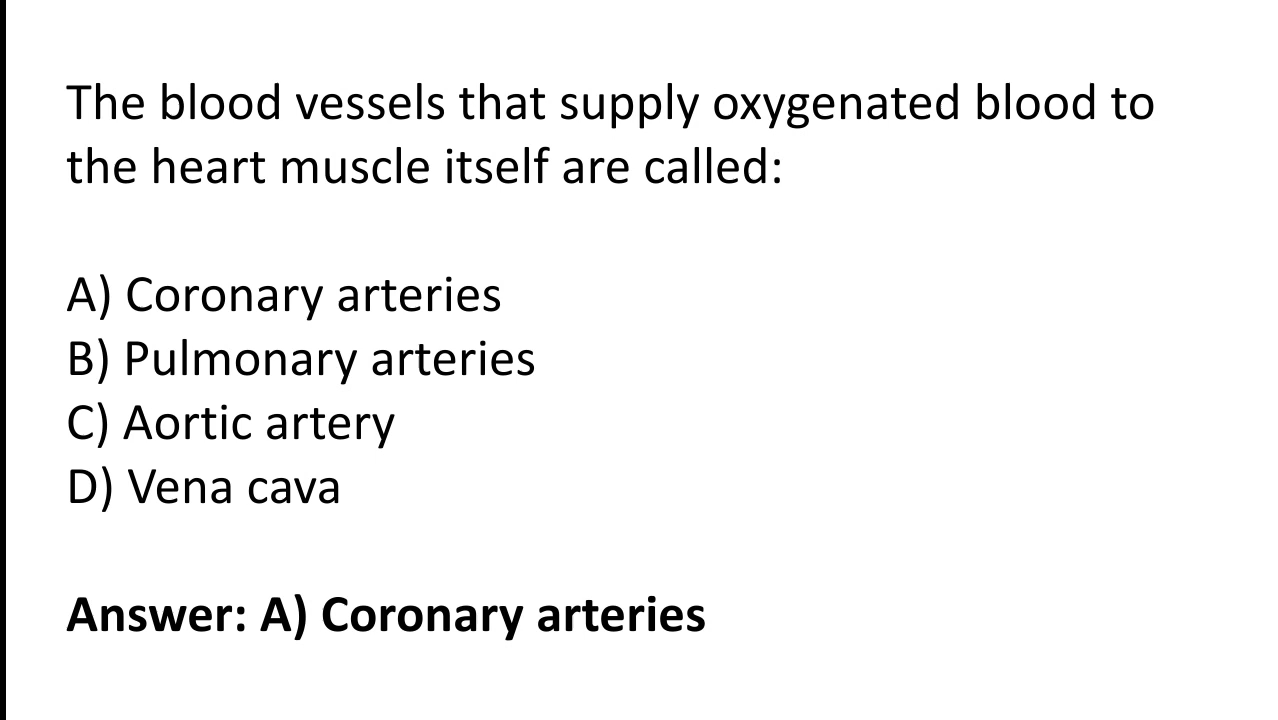 The blood vessels that supply oxygenated blood to
the heart muscle itself are called:
A) Coronary arteries
B) Pulmonary arteries
C) Aortic artery
D) Vena cava
Answer: A) Coronary arteries